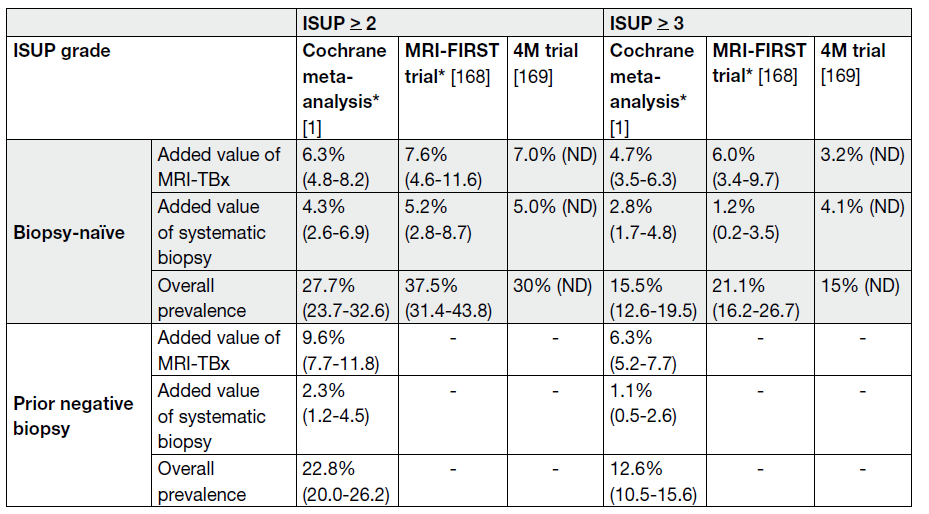 ISUP ≥ 2 ISUP ≥ 3
ISUP grade Cochrane MRI-FIRST 4M trial Cochrane MRI-FIRST 4M trial
meta- trial* [168] [169] meta- trial* [168] [169]
analysis* analysis*
[1] [1]
Biopsy-naïve
Added value of 6.3% 7.6% 7.0% (ND) 4.7% 6.0% 3.2% (ND)
MRI-TBx (4.8-8.2) (4.6-11.6) (3.5-6.3) (3.4-9.7)
Added value 4.3% 5.2% 5.0% (ND) 2.8% 1.2% 4.1% (ND)
of systematic (2.6-6.9) (2.8-8.7) (1.7-4.8) (0.2-3.5)
biopsy
Overall 27.7% 37.5% 30% (ND) 15.5% 21.1% 15% (ND)
prevalence (23.7-32.6) (31.4-43.8) (12.6-19.5) (16.2-26.7)
Prior negative
biopsy
Added value of 9.6% - - 6.3% - -
MRI-TBx (7.7-11.8) (5.2-7.7)
Added value 2.3% - - 1.1% - -
of systematic (1.2-4.5) (0.5-2.6)
biopsy
Overall 22.8% - - 12.6% - -
prevalence (20.0-26.2) (10.5-15.6)